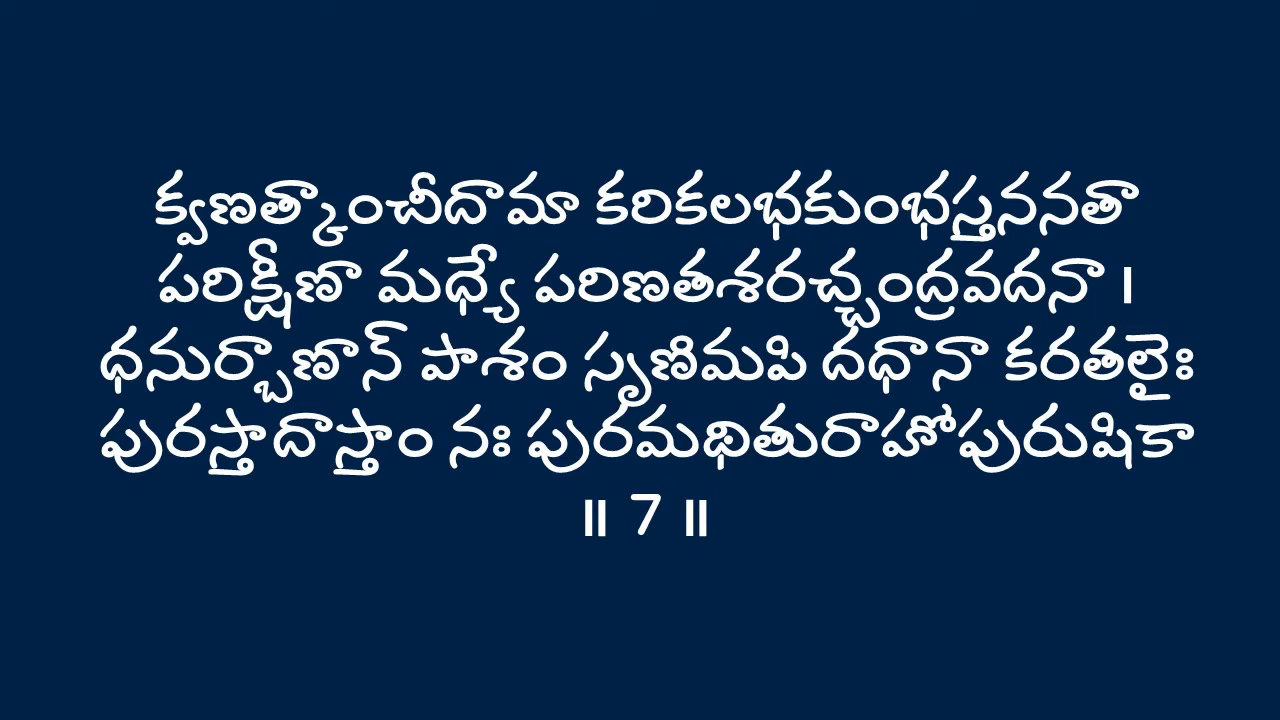 క్వణత్కాంచీదామా కరికలభకుంభస్తననతా
పరిక్షీణా మధ్యే పరిణతశరచ్చంద్రవదనా ।
ధనుర్బాణాన్ పాశం సృణిమపి దధానా కరతలైః
పురస్తాదాస్తాం నః పురమథితురాహోపురుషికా
॥ 7 ॥